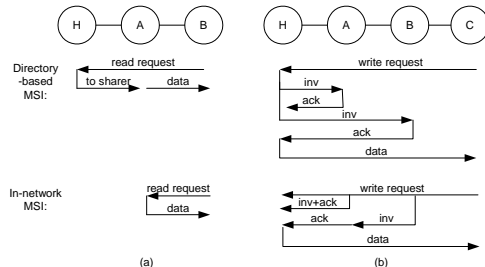 H A B
H A B C
Directory
-based
MSI:
read request
to sharer
data
write request
inv
ack
inv
ack
data
In-network
MSI:
read request
data
write request
inv+ack
ack
inv
data
(a)
(b)